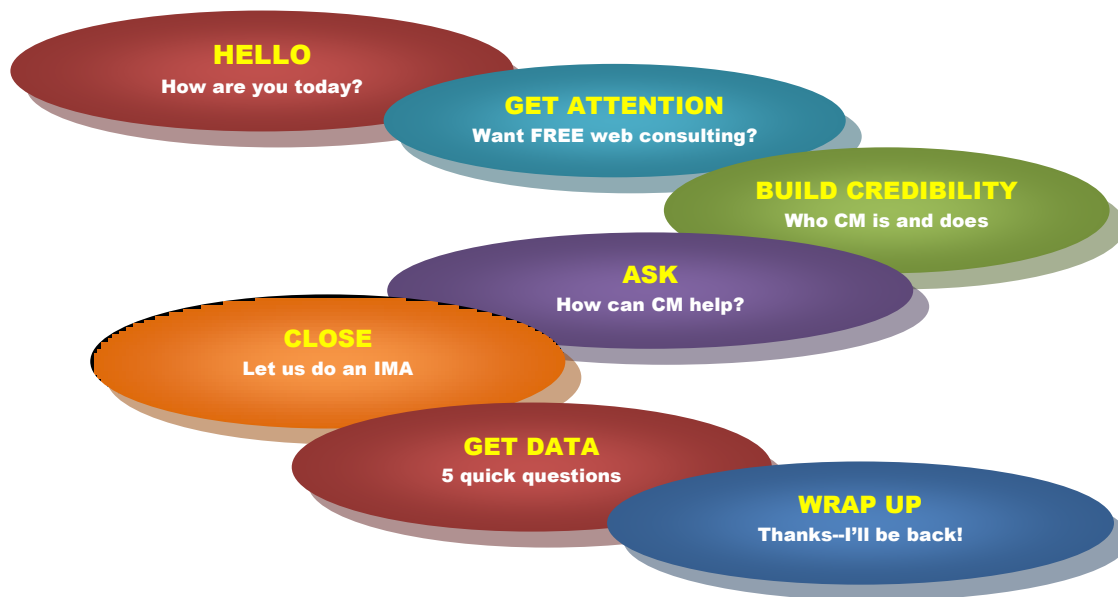 HELLO
How are you today?
GET ATTENTION
Want FREE web consulting?
BUILD CREDIBILITY
Who CM is and does
ASK
How can CM help?
CLOSE
Let us do an IMA
GET DATA
5 quick questions
WRAP UP
Thanks--I’ll be back!